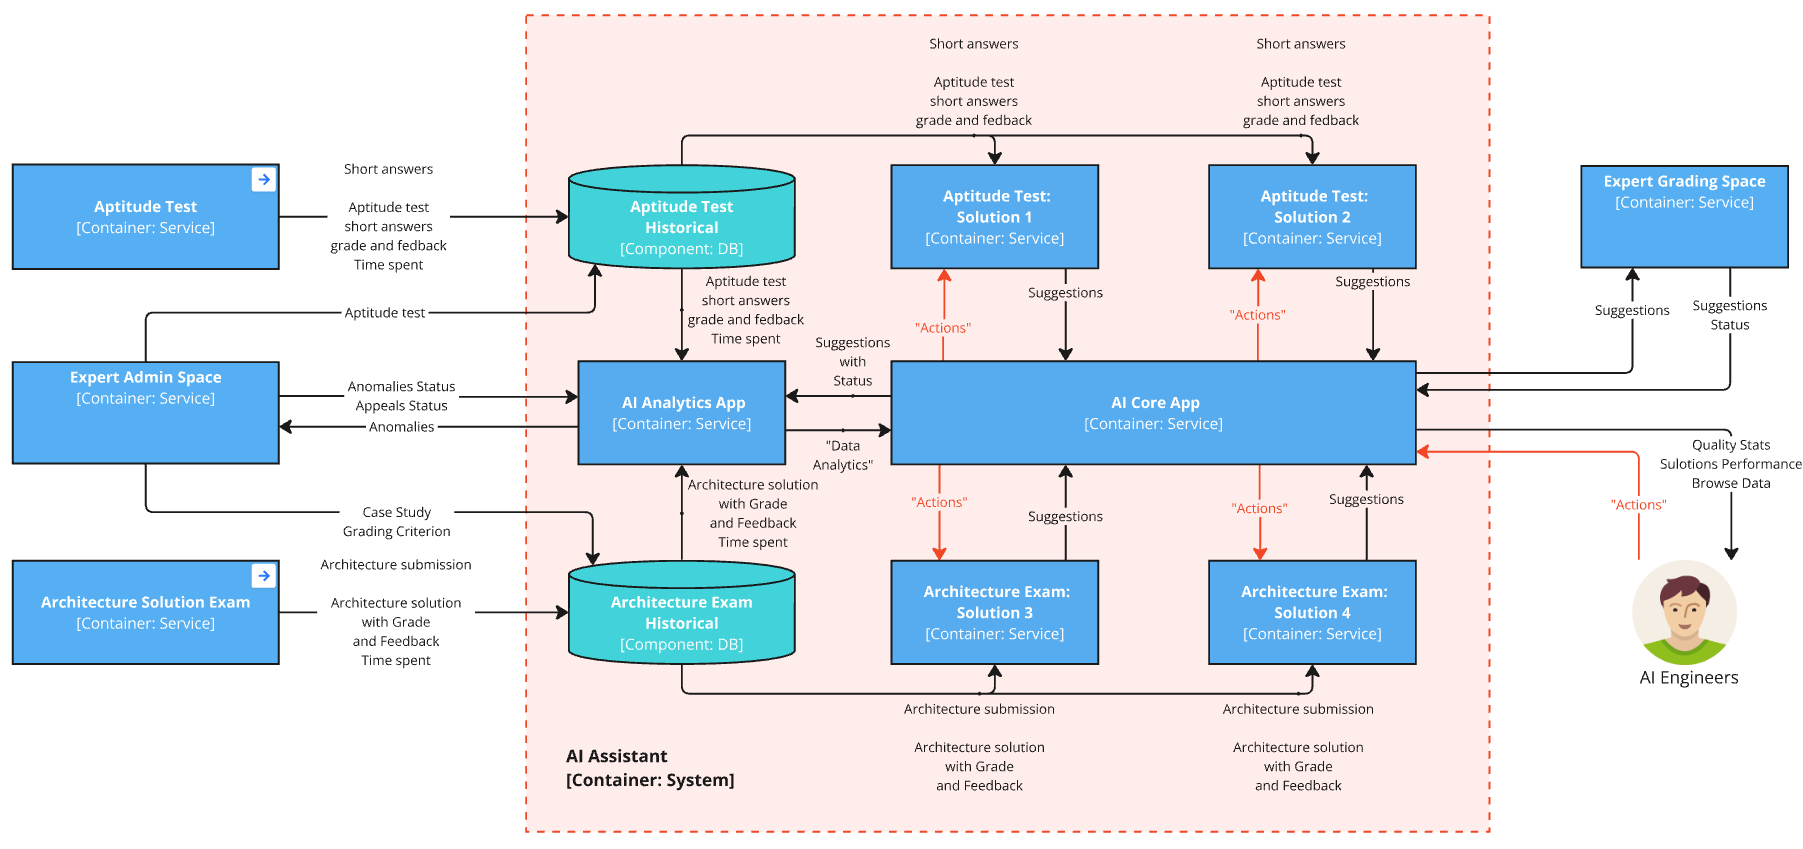 Short answers
Aptitude test
short answers
grade and fedback
Short answers
Aptitude test
short answers
grade and fedback
Aptitude Test
[Container: Service]
Short answers
Aptitude test
short answers
grade and fedback
Time spent
Aptitude Test
Historical
[Component: DB]
Aptitude Test:
Solution 1
[Container: Service]
Aptitude Test:
Solution 2
[Container: Service]
Expert Grading Space
[Container: Service]
Aptitude test
Aptitude test
short answers
grade and fedback
Time spent
"Actions"
Suggestions
"Actions"
Suggestions
Suggestions
Suggestions
Status
Expert Admin Space
[Container: Service]
Anomalies Status
Appeals Status
Anomalies
AI Analytics App
[Container: Service]
Suggestions
with
Status
"Data
Analytics"
AI Core App
[Container: Service]
Quality Stats
Sulotions Performance
Browse Data
"Actions"
Case Study
Grading Criterion
Architecture solution
with Grade
and Feedback
Time spent
"Actions"
Suggestions
"Actions"
Suggestions
Architecture Solution Exam
[Container: Service]
Architecture submission
Architecture solution
with Grade
and Feedback
Time spent
Architecture Exam
Historical
[Component: DB]
Architecture Exam:
Solution 3
[Container: Service]
Architecture Exam:
Solution 4
[Container: Service]
AI Engineers
Architecture submission
Architecture solution
with Grade
and Feedback
Architecture submission
Architecture solution
with Grade
and Feedback
AI Assistant
[Container: System]